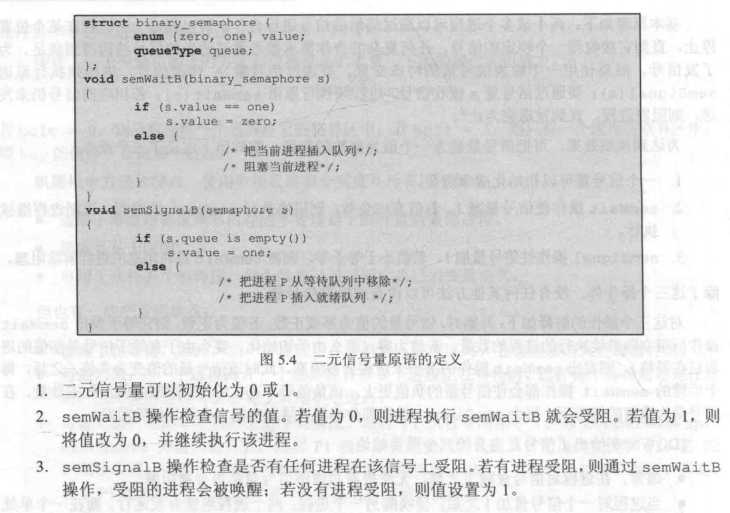 struct binary_semaphore {
enum {zero, one} value;
queueType queue;
};
void semWaitB(binary_semaphore s)
{
if (s.value == one)
s.value = zero;
else {
/* 把当前进程插入队列*/;
/* 阻塞当前进程*/;
}
}
void semSignalB(semaphore s)
{
if (s.queue is empty())
s.value = one;
else {
/* 把进程 P 从等待队列中移除*/;
/* 把进程 P 插入就绪队列 */;
}
}
图 5.4 二元信号量原语的定义
1. 二元信号量可以初始化为 0 或 1。
2. semWaitB 操作检查信号的值。若值为 0,则进程执行 semWaitB 就会受阻。若值为 1,则
将值改为 0,并继续执行该进程。
3. semSignalB 操作检查是否有任何进程在该信号上受阻。若有进程受阻,则通过 semWaitB
操作,受阻的进程会被唤醒;若没有进程受阻,则值设置为 1。